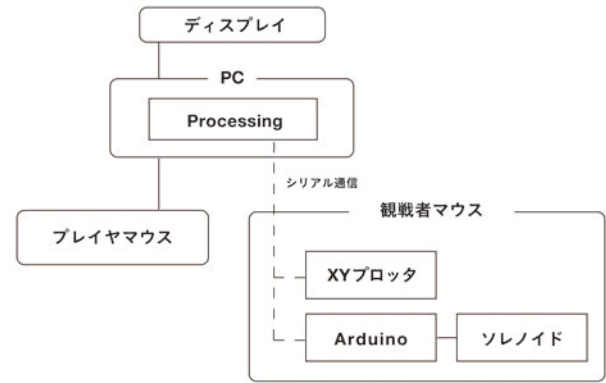 ディスプレイ
PC
Processing
シリアル通信
プレイヤマウス
観戦者マウス
XYプロッタ
Arduino
ソレノイド